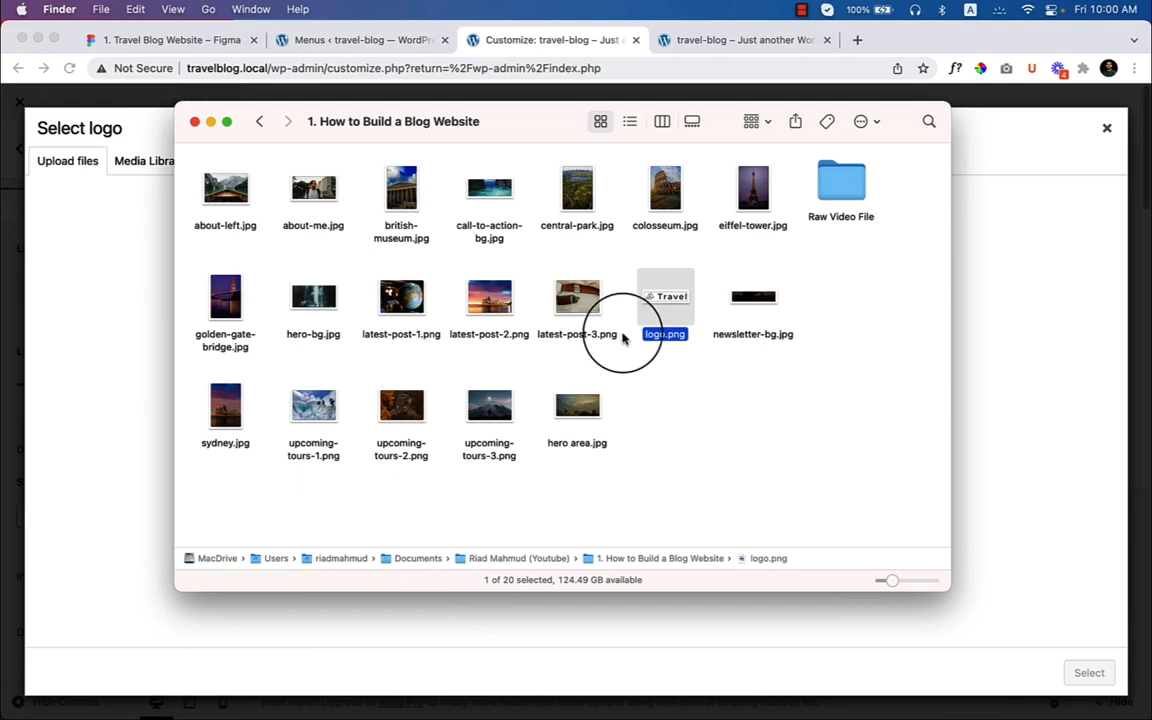 Finder File Edit View Go Window Help 100% A Fri 10:00 AM
1. Travel Blog Website – Figma
Menus ‹ travel-blog — WordPr
Customize: travel-blog – Just a
travel-blog – Just another Wor
Not Secure travelblog.local/wp-admin/customize.php?return=%2Fwp-admin%2Findex.php
f? U 4
Select logo
Upload files Media Libra
1. How to Build a Blog Website
about-left.jpg
about-me.jpg
british-
museum.jpg
call-to-action-
bg.jpg
central-park.jpg
colosseum.jpg
eiffel-tower.jpg
Raw Video File
Travel
golden-gate-
bridge.jpg
hero-bg.jpg
latest-post-1.png
latest-post-2.png
latest-post-3.png
logo.png
newsletter-bg.jpg
sydney.jpg
upcoming-
tours-1.png
upcoming-
tours-2.png
upcoming-
tours-3.png
hero area.jpg
MacDrive › Users › riadmahmud › Documents › Riad Mahmud (Youtube) › 1. How to Build a Blog Website › logo.png
1 of 20 selected, 124.49 GB available
Select
Hide Controls
Hide